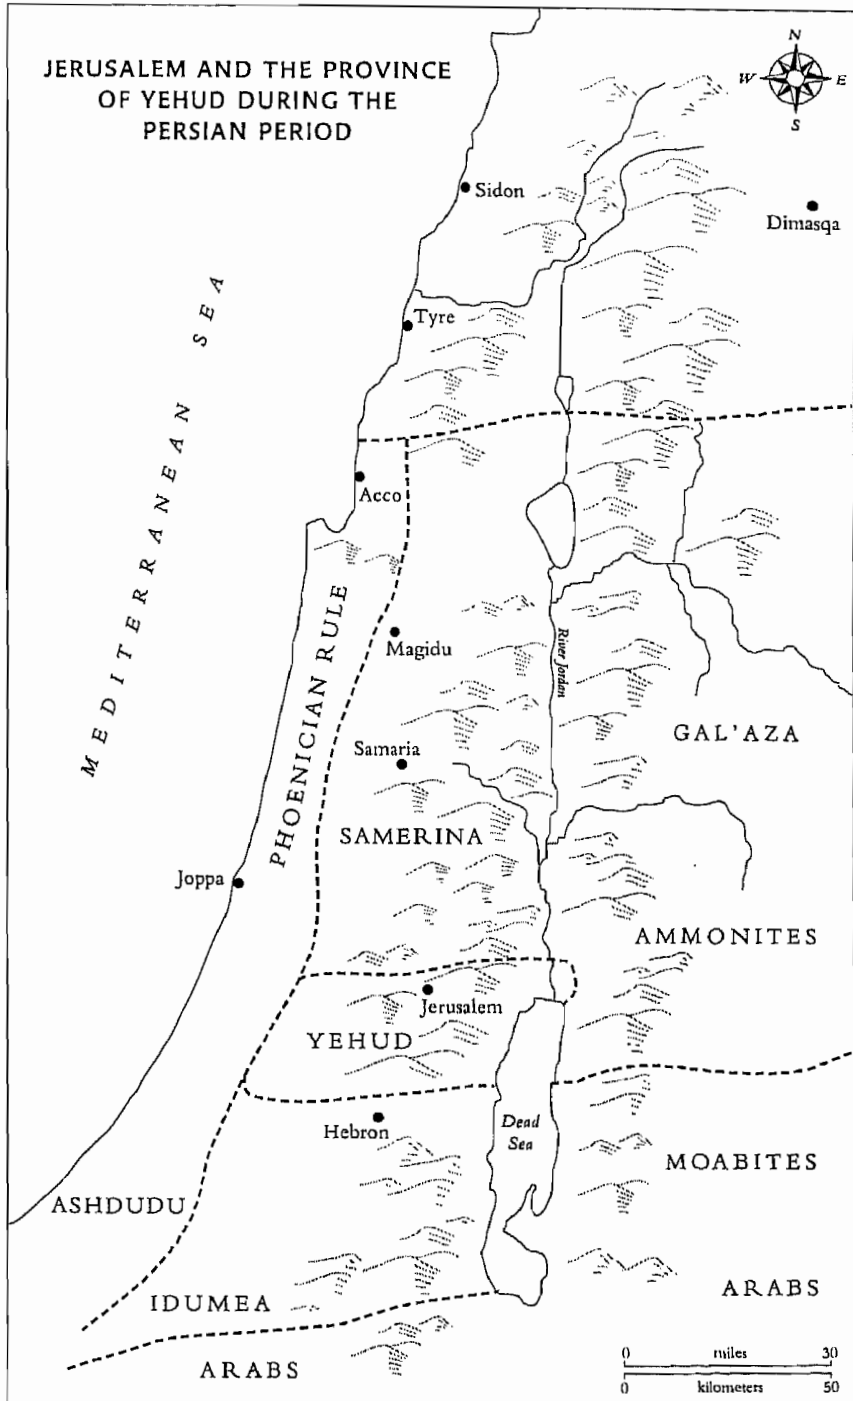 JERUSALEM AND THE PROVINCE
OF YEHUD DURING THE
PERSIAN PERIOD
N
W E
S
Sidon
Dimasqa
MEDITERRANEAN SEA
Tyre
Acco
PHOENICIAN RULE
Magidu
River Jordan
GAL'AZA
Samaria
SAMERINA
Joppa
AMMONITES
Jerusalem
YEHUD
Hebron
Dead
Sea
MOABITES
ASHDUDU
IDUMEA
ARABS
ARABS
0 miles 30
0 kilometers 50